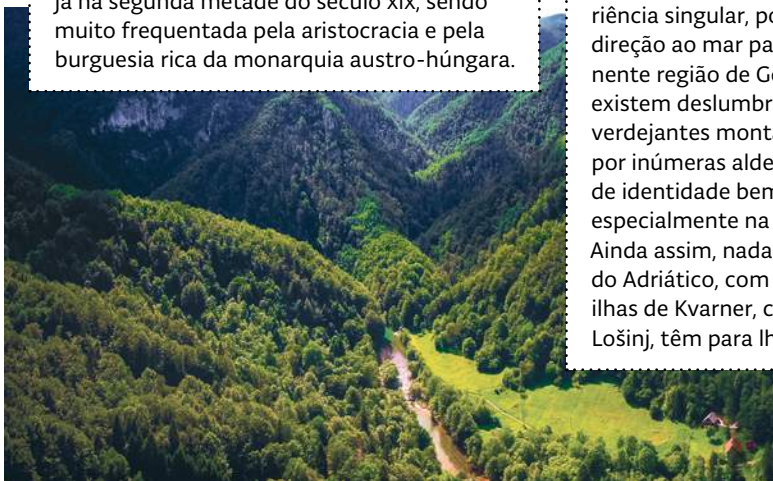 já na segunda metade do século xix, sendo
muito frequentada pela aristocracia e pela
burguesia rica da monarquia austro-húngara.
riência singular,
direção ao mar
nente região de
existem
verdejantes
por inúmeras
de identidade
especialmente na
Ainda assim, nada
do Adriático, com
ilhas de Kvarner,
Lošinj, têm para